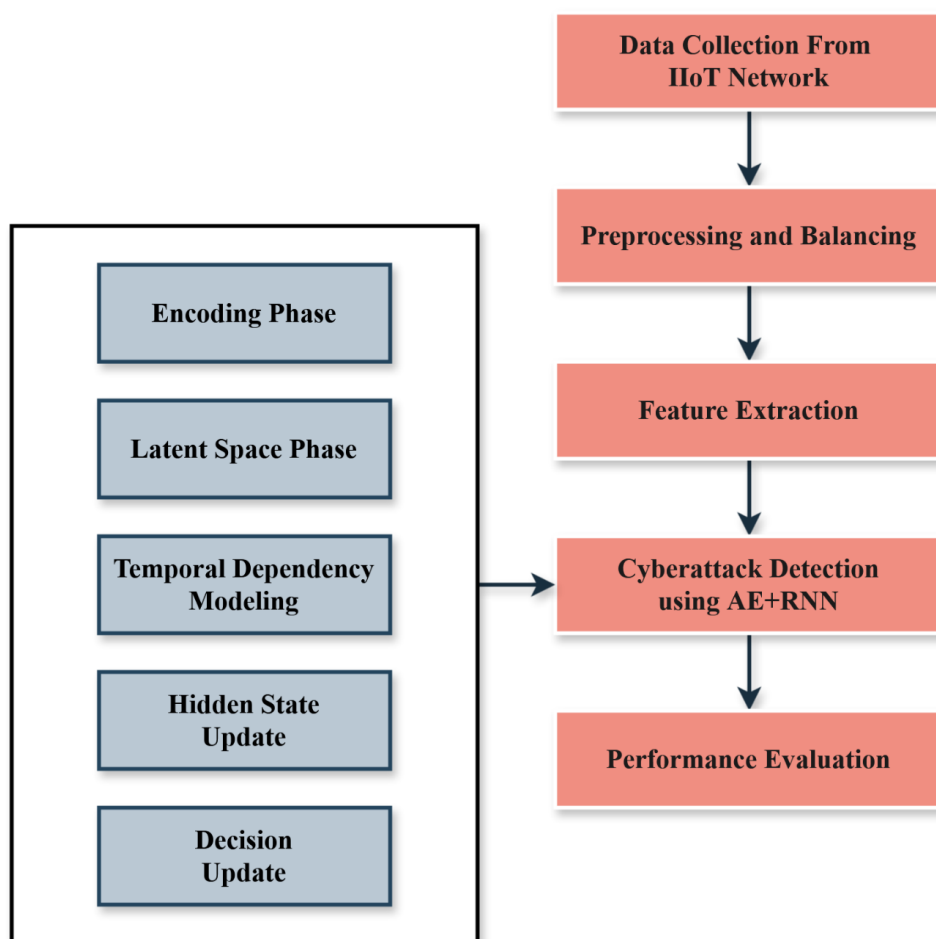 Data Collection From
IIoT Network
Preprocessing and Balancing
Feature Extraction
Cyberattack Detection
using AE+RNN
Performance Evaluation
Encoding Phase
Latent Space Phase
Temporal Dependency
Modeling
Hidden State
Update
Decision
Update